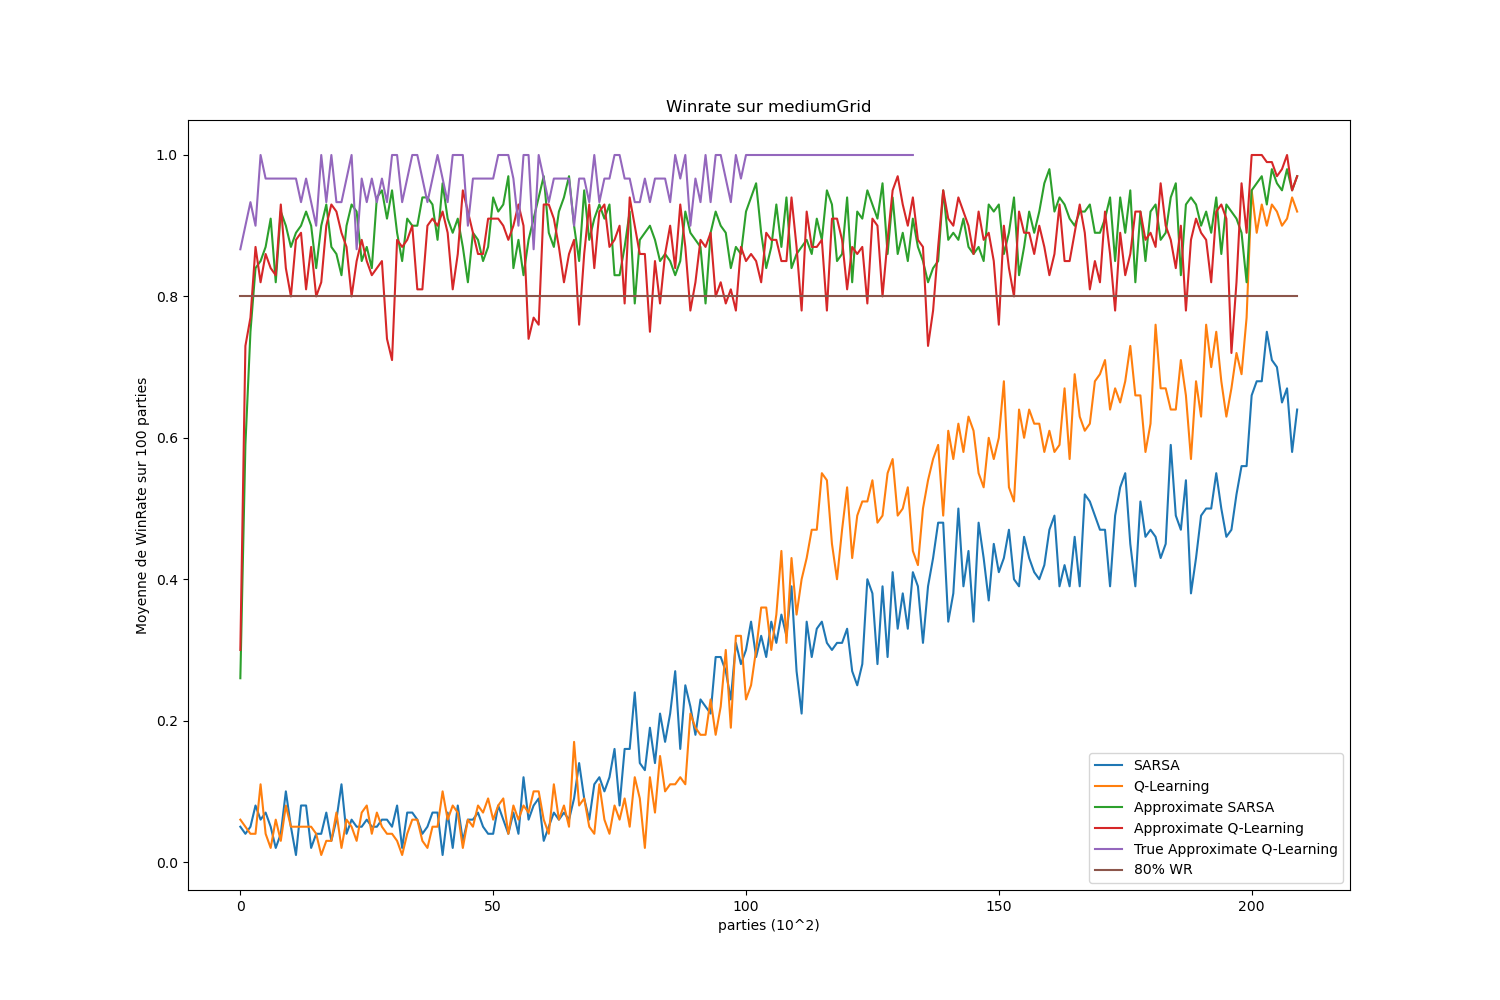 Winrate sur mediumGrid
Moyenne de WinRate sur 100 parties
1.0
0.8
0.6
0.4
0.2
0.0
0
50
100
150
200
parties (10^2)
SARSA
Q-Learning
Approximate SARSA
Approximate Q-Learning
True Approximate Q-Learning
80% WR